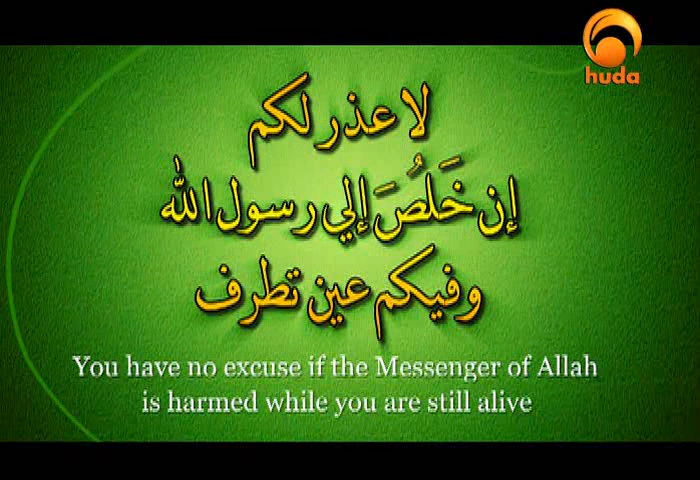 huda
لا عذر لكم
إن خَلُصَ إلي رسول الله
وفيكم عين تطرف
You have no excuse if the Messenger of Allah
is harmed while you are still alive